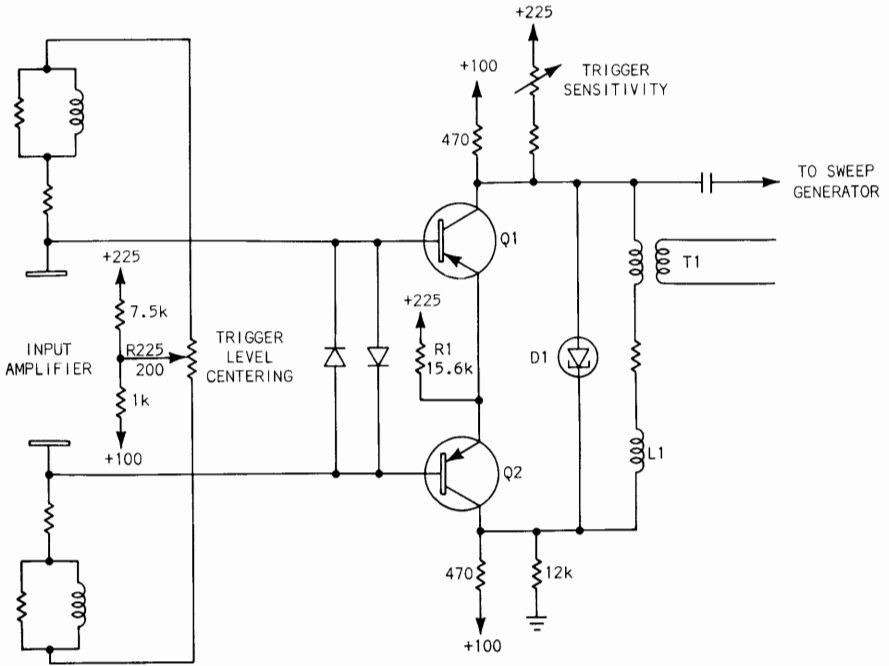 +225
+100
TRIGGER
SENSITIVITY
470
TO SWEEP
GENERATOR
Q1
T1
+225
7.5k
INPUT
AMPLIFIER
R225
200
TRIGGER
LEVEL
CENTERING
1k
+100
+225
R1
15.6k
D1
Q2
L1
470
12k
+100